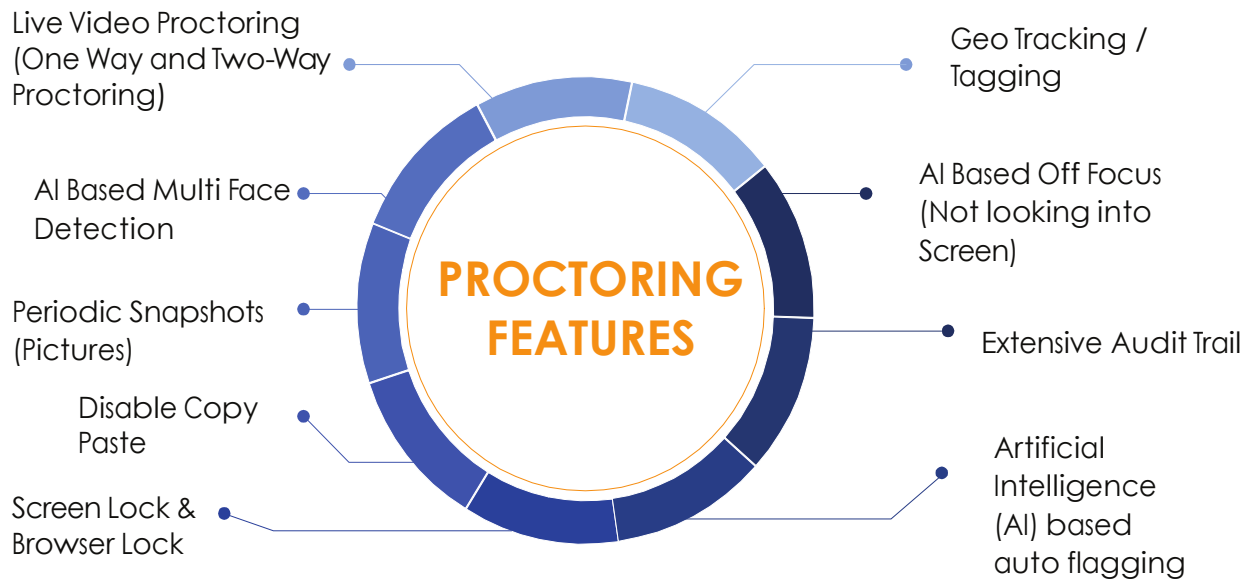 Live Video Proctoring
(One Way and Two-Way
Proctoring)
Geo Tracking /
Tagging
AI Based Multi Face
Detection
AI Based Off Focus
(Not looking into
Screen)
PROCTORING
FEATURES
Periodic Snapshots
(Pictures)
Extensive Audit Trail
Disable Copy
Paste
Artificial
Intelligence
(AI) based
auto flagging
Screen Lock &
Browser Lock